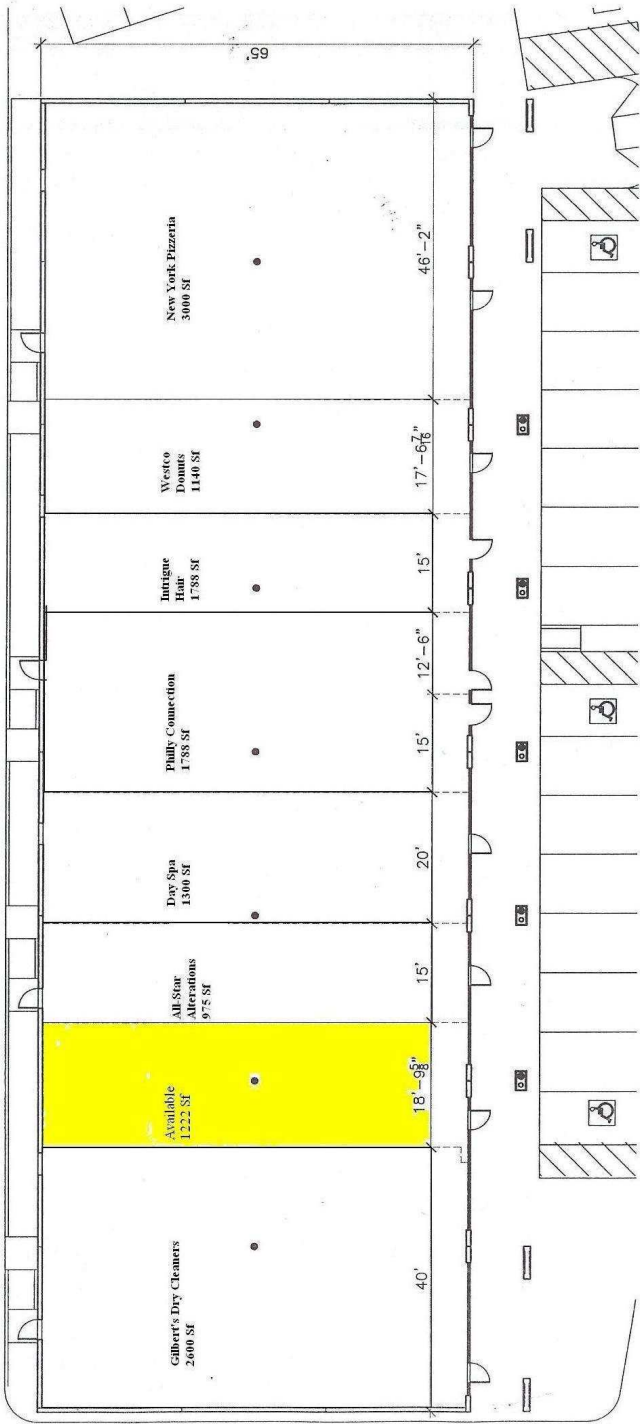 65'
New York Pizzeria
3000 Sf
46'-2"
Westco
Donuts
1140 Sf
17'-6 7/16"
Intrigue
Hair
1788 Sf
15'
12'-6"
Philly Connection
1788 Sf
15'
Day Spa
1300 Sf
20'
All-Star
Alterations
975 Sf
15'
Available
1222 Sf
18'-9 5/8"
Gilbert's Dry Cleaners
2600 Sf
40'